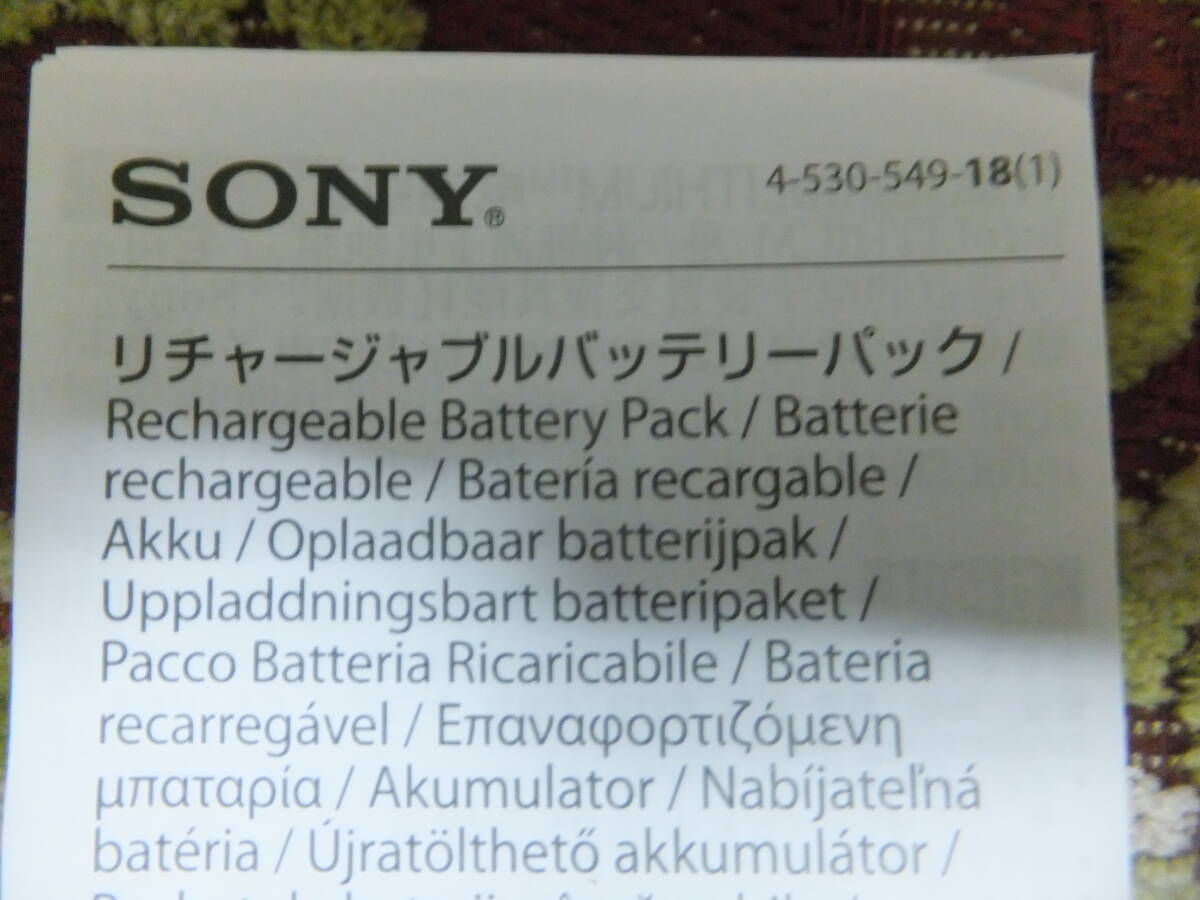 SONY®
4-530-549-18(1)
リチャージャブルバッテリーパック /
Rechargeable Battery Pack / Batterie
rechargeable / Batería recargable /
Akku / Oplaadbaar batterijpak /
Uppladdningsbart batteripaket /
Pacco Batteria Ricaricabile / Bateria
recarregável / Επαναφορτιζόμενη
μπαταρία / Akumulator / Nabíjateľná
batéria / Újratölthető akkumulátor /